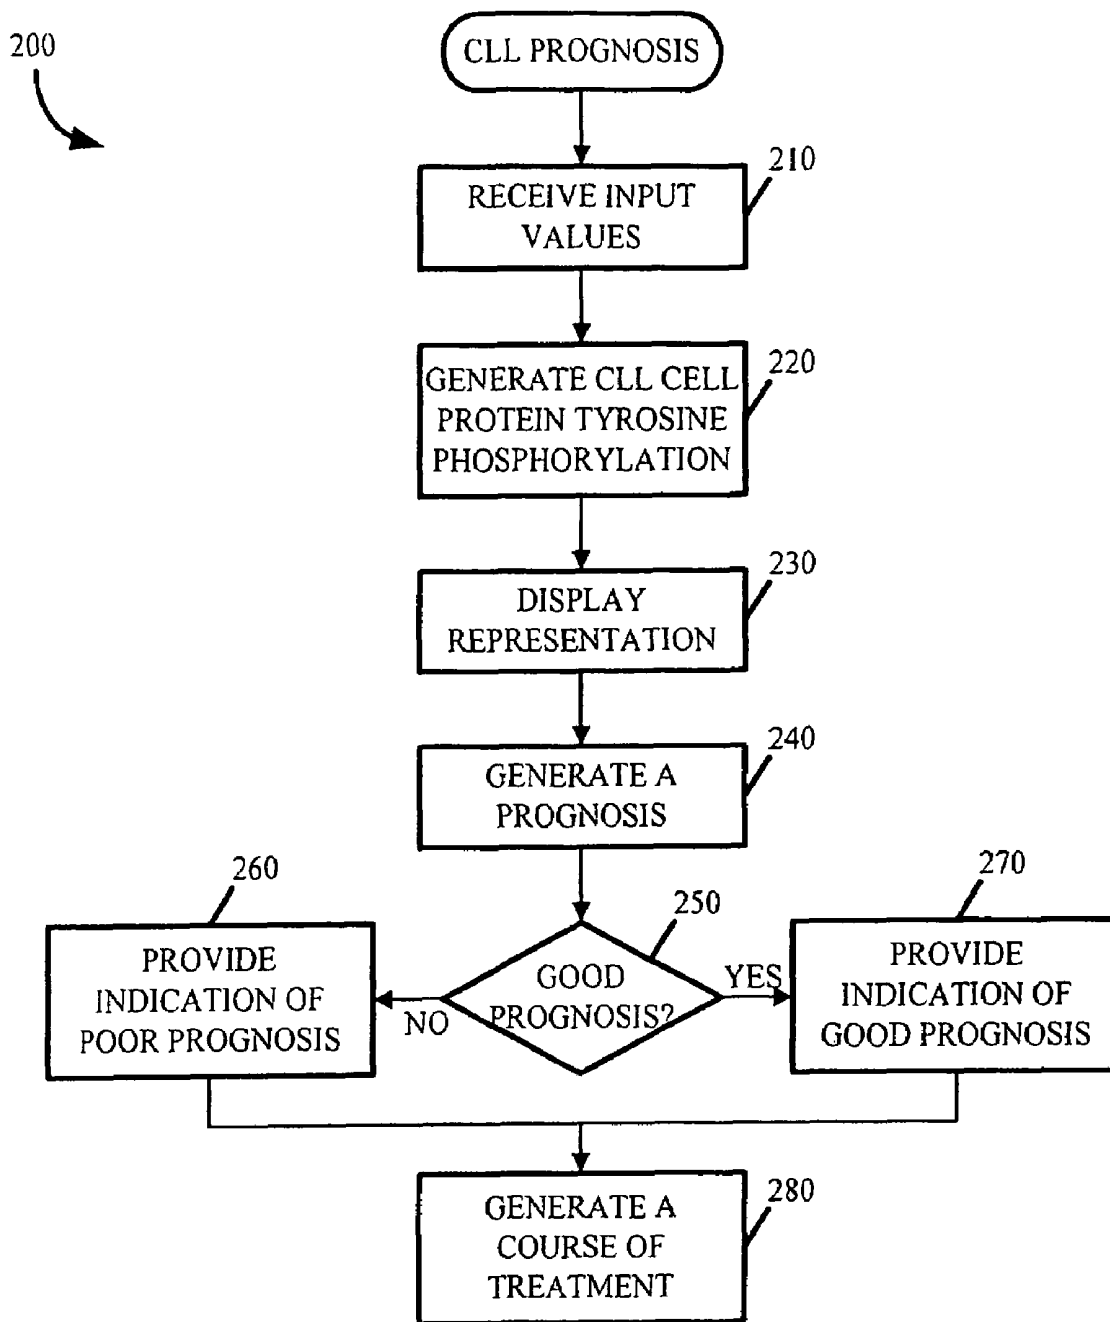 200
CLL PROGNOSIS
210
RECEIVE INPUT
VALUES
220
GENERATE CLL CELL
PROTEIN TYROSINE
PHOSPHORYLATION
230
DISPLAY
REPRESENTATION
240
GENERATE A
PROGNOSIS
260
250
270
PROVIDE
INDICATION OF
POOR PROGNOSIS
NO
GOOD
PROGNOSIS?
YES
PROVIDE
INDICATION OF
GOOD PROGNOSIS
280
GENERATE A
COURSE OF
TREATMENT